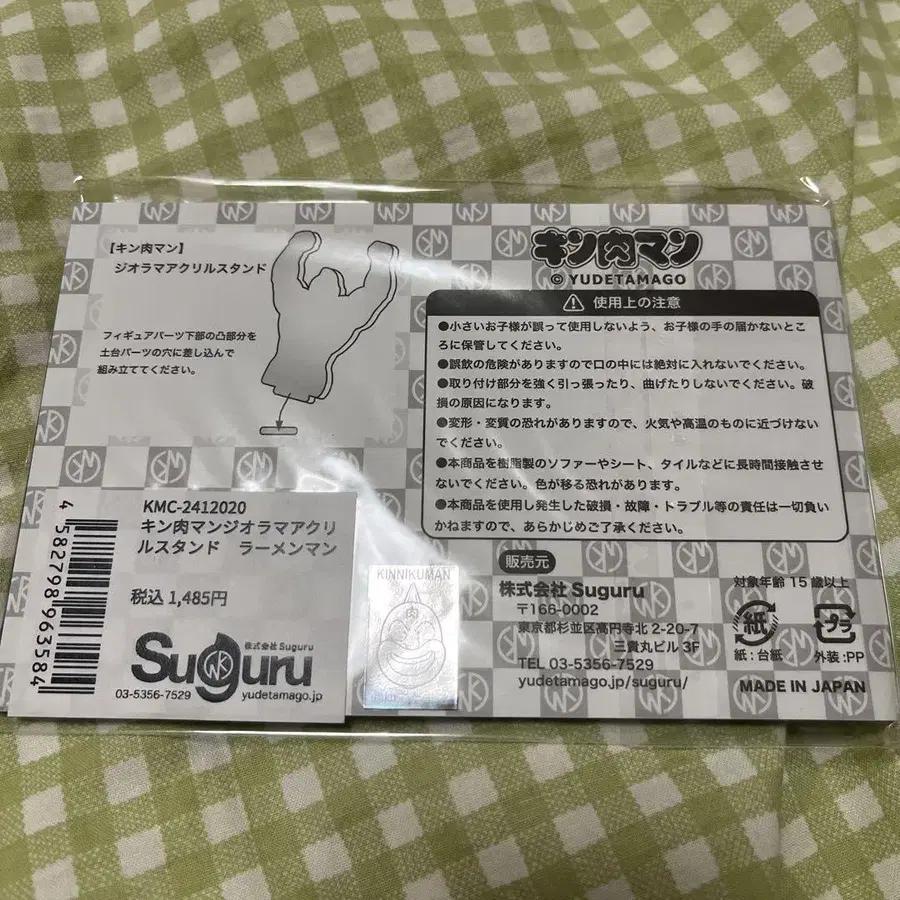 【キン肉マン】
ジオラマアクリルスタンド
フィギュアパーツ下部の凸部分を
土台パーツの穴に差し込んで
組み立ててください。
キン肉マン
© YUDETAMAGO
使用上の注意
●小さいお子様が誤って使用しないよう、お子様の手の届かないとこ
ろに保管してください。
●誤飲の危険がありますので口の中には絶対に入れないでください。
●取り付け部分を強く引っ張ったり、曲げたりしないでください。破
損の原因になります。
●変形・変質の恐れがありますので、火気や高温のものに近づけない
でください。
●本商品を樹脂製のソファーやシート、タイルなどに長時間接触させ
ないでください。色が移る恐れがあります。
●本商品を使用し発生した破損・故障・トラブル等の責任は一切負い
かねますので、あらかじめご了承ください。
販売元
株式会社 Suguru
〒166-0002
東京都杉並区高円寺北 2-20-7
三貴丸ビル 3F
TEL 03-5356-7529
yudetamago.jp/suguru/
対象年齢 15 歳以上
紙
プラ
紙：台紙
外装：PP
MADE IN JAPAN
KINNIKUMAN
肉
4 582798 963584
KMC-2412020
キン肉マンジオラマアクリ
ルスタンド　ラーメンマン
税込 1,485円
株式会社 Suguru
Suguru
03-5356-7529
yudetamago.jp